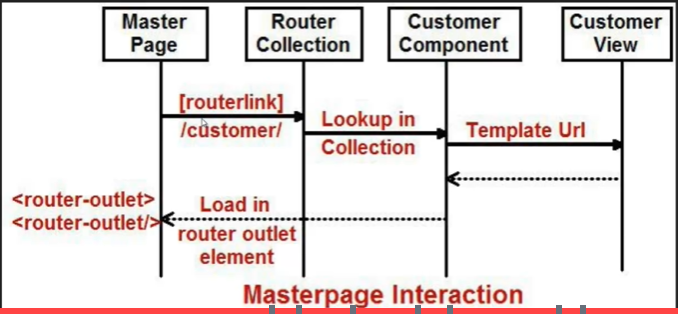 Master
Page
Router
Collection
Customer
Component
Customer
View
[routerlink]
/customer/
Lookup in
Collection
Template Url
<router-outlet>
<router-outlet/>
Load in
router outlet
element
Masterpage Interaction